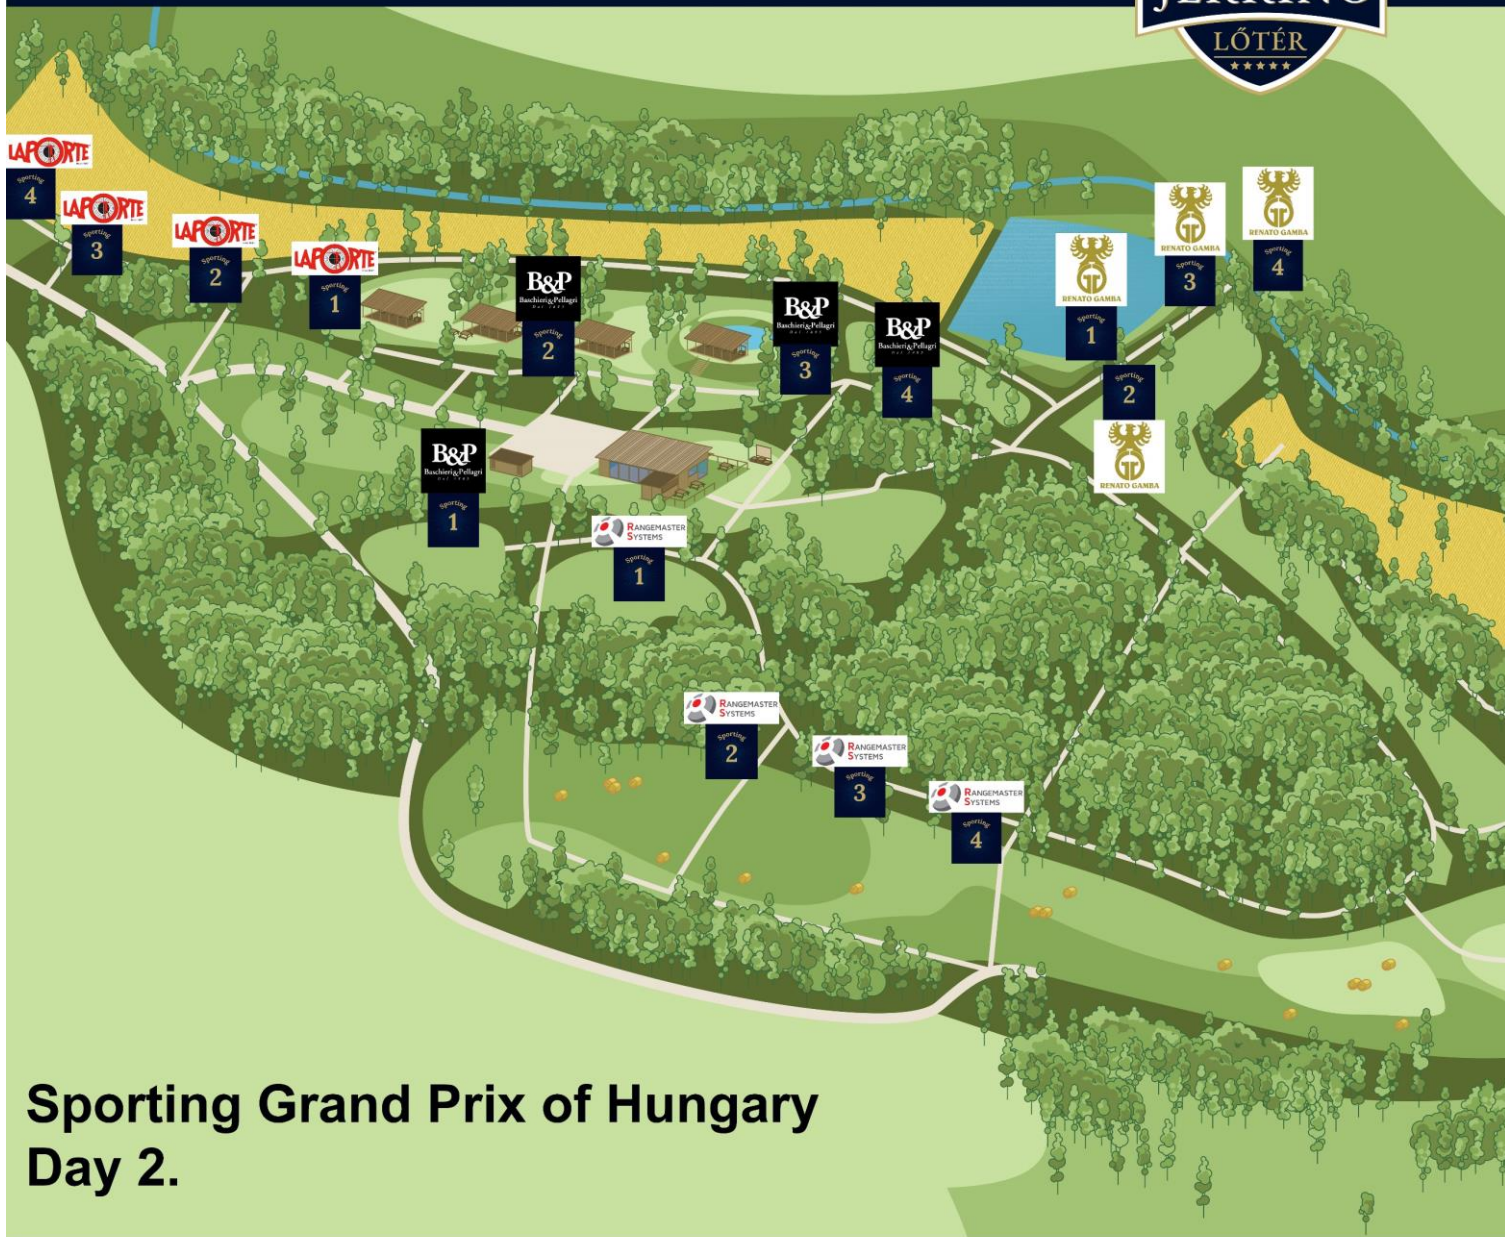 LŐTÉR
LAPORTE
Sporting
4
LAPORTE
Sporting
3
LAPORTE
Sporting
2
LAPORTE
Sporting
1
B&P
Baschieri&Pellagri
Sporting
2
B&P
Baschieri&Pellagri
Sporting
3
B&P
Baschieri&Pellagri
Sporting
4
RENATO GAMBA
Sporting
1
RENATO GAMBA
Sporting
3
RENATO GAMBA
Sporting
4
Sporting
2
RENATO GAMBA
B&P
Baschieri&Pellagri
Sporting
1
RANGEMASTER
SYSTEMS
Sporting
1
RANGEMASTER
SYSTEMS
Sporting
2
RANGEMASTER
SYSTEMS
Sporting
3
RANGEMASTER
SYSTEMS
Sporting
4
Sporting Grand Prix of Hungary
Day 2.